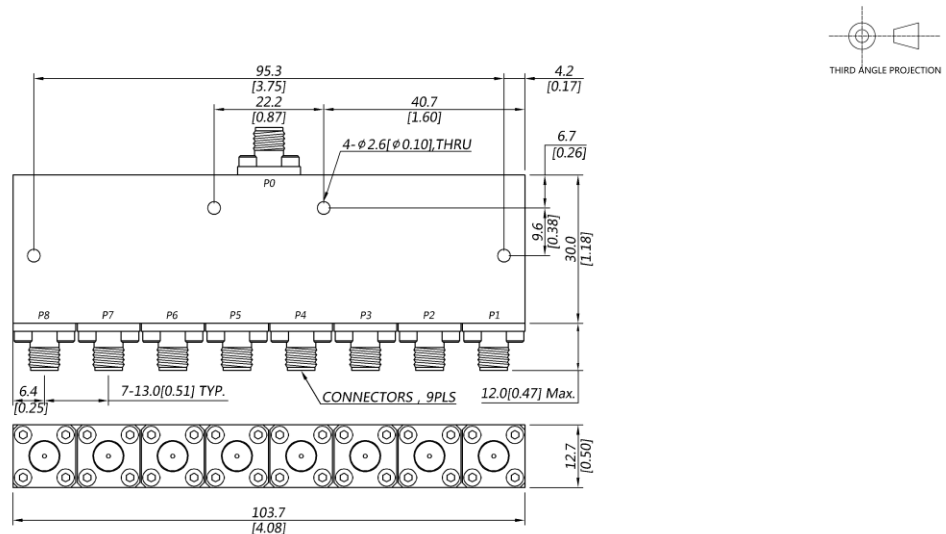 THIRD ANGLE PROJECTION
95.3
[3.75]
4.2
[0.17]
22.2
[0.87]
40.7
[1.60]
4-ϕ2.6[ϕ0.10],THRU
6.7
[0.26]
P0
9.6
[0.38]
30.0
[1.18]
P8 P7 P6 P5 P4 P3 P2 P1
6.4
[0.25]
7-13.0[0.51] TYP.
CONNECTORS , 9PLS
12.0[0.47] Max.
12.7
[0.50]
103.7
[4.08]